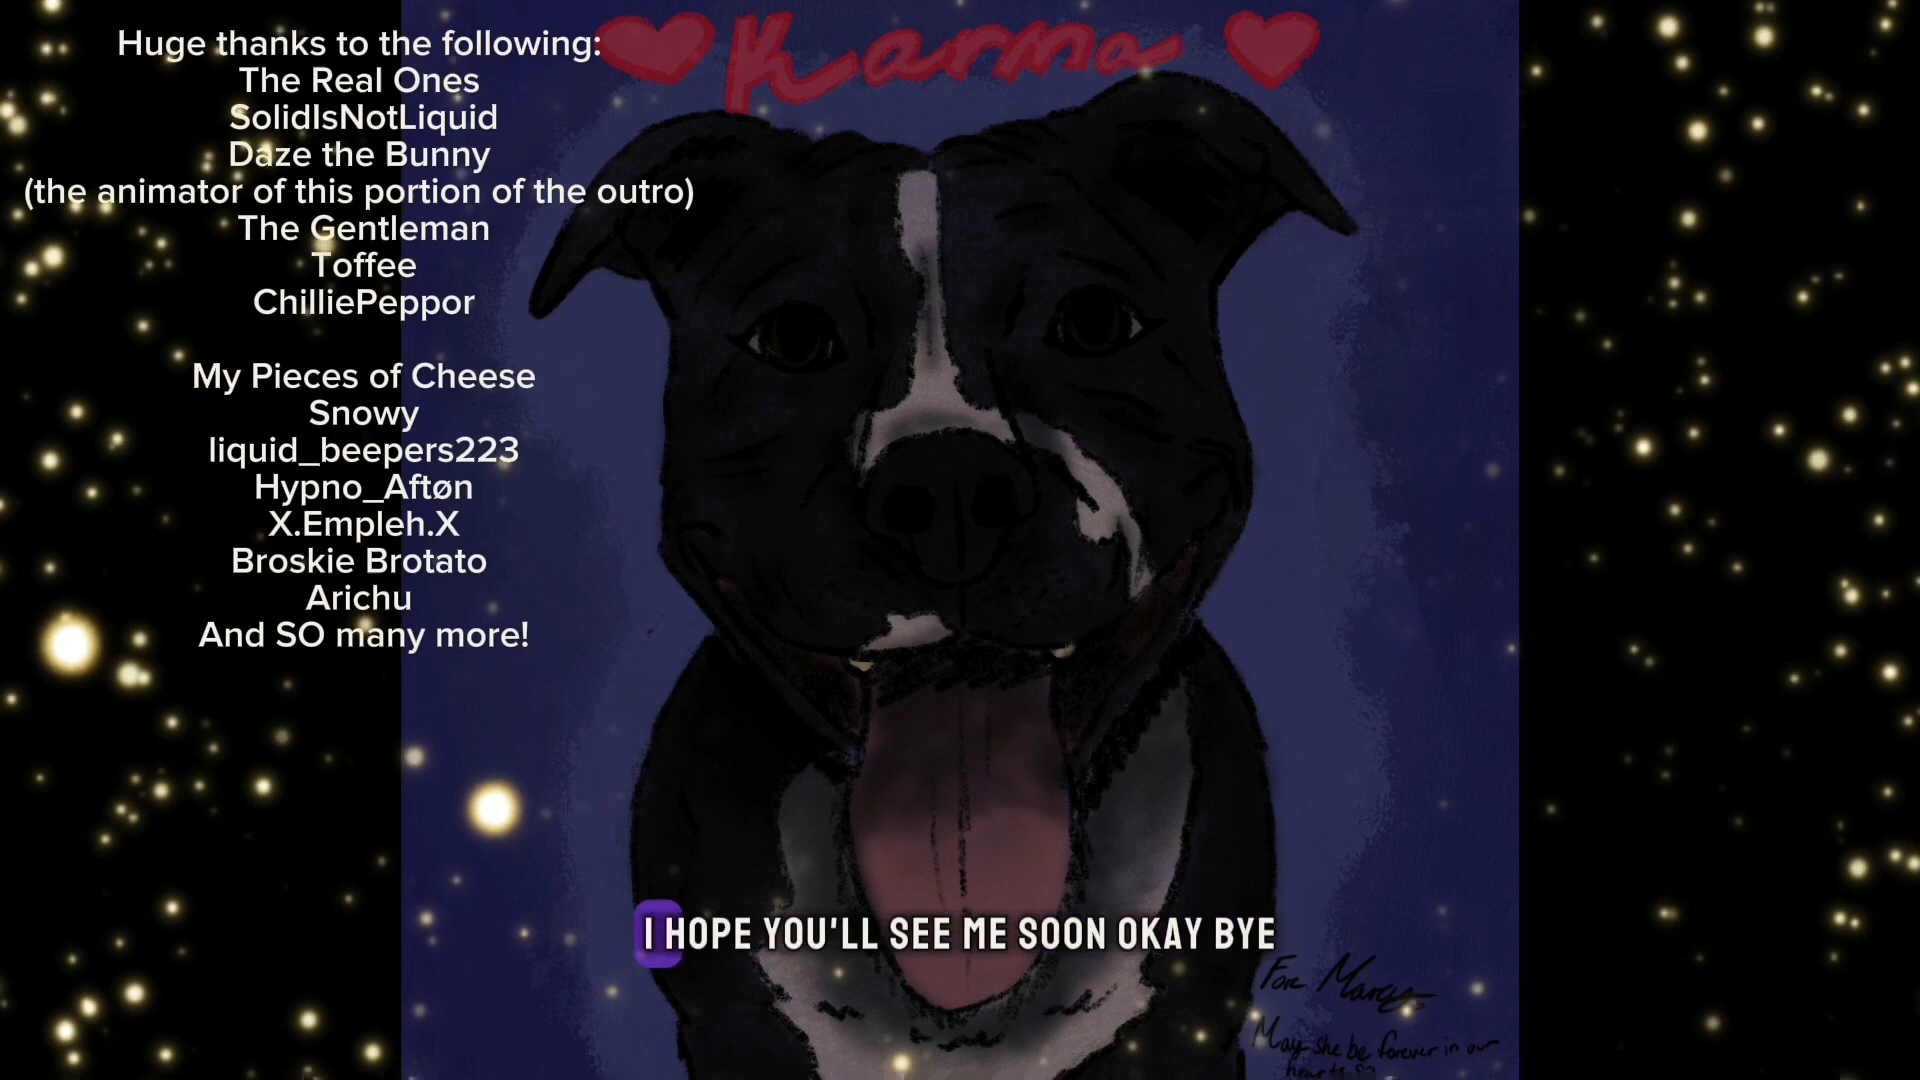 Karma
Huge thanks to the following:
The Real Ones
SolidIsNotLiquid
Daze the Bunny
(the animator of this portion of the outro)
The Gentleman
Toffee
ChilliePeppor
My Pieces of Cheese
Snowy
liquid_beepers223
Hypno_Aftøn
X.Empleh.X
Broskie Brotato
Arichu
And SO many more!
I HOPE YOU'LL SEE ME SOON OKAY BYE
For
May she be forever in our
hearts